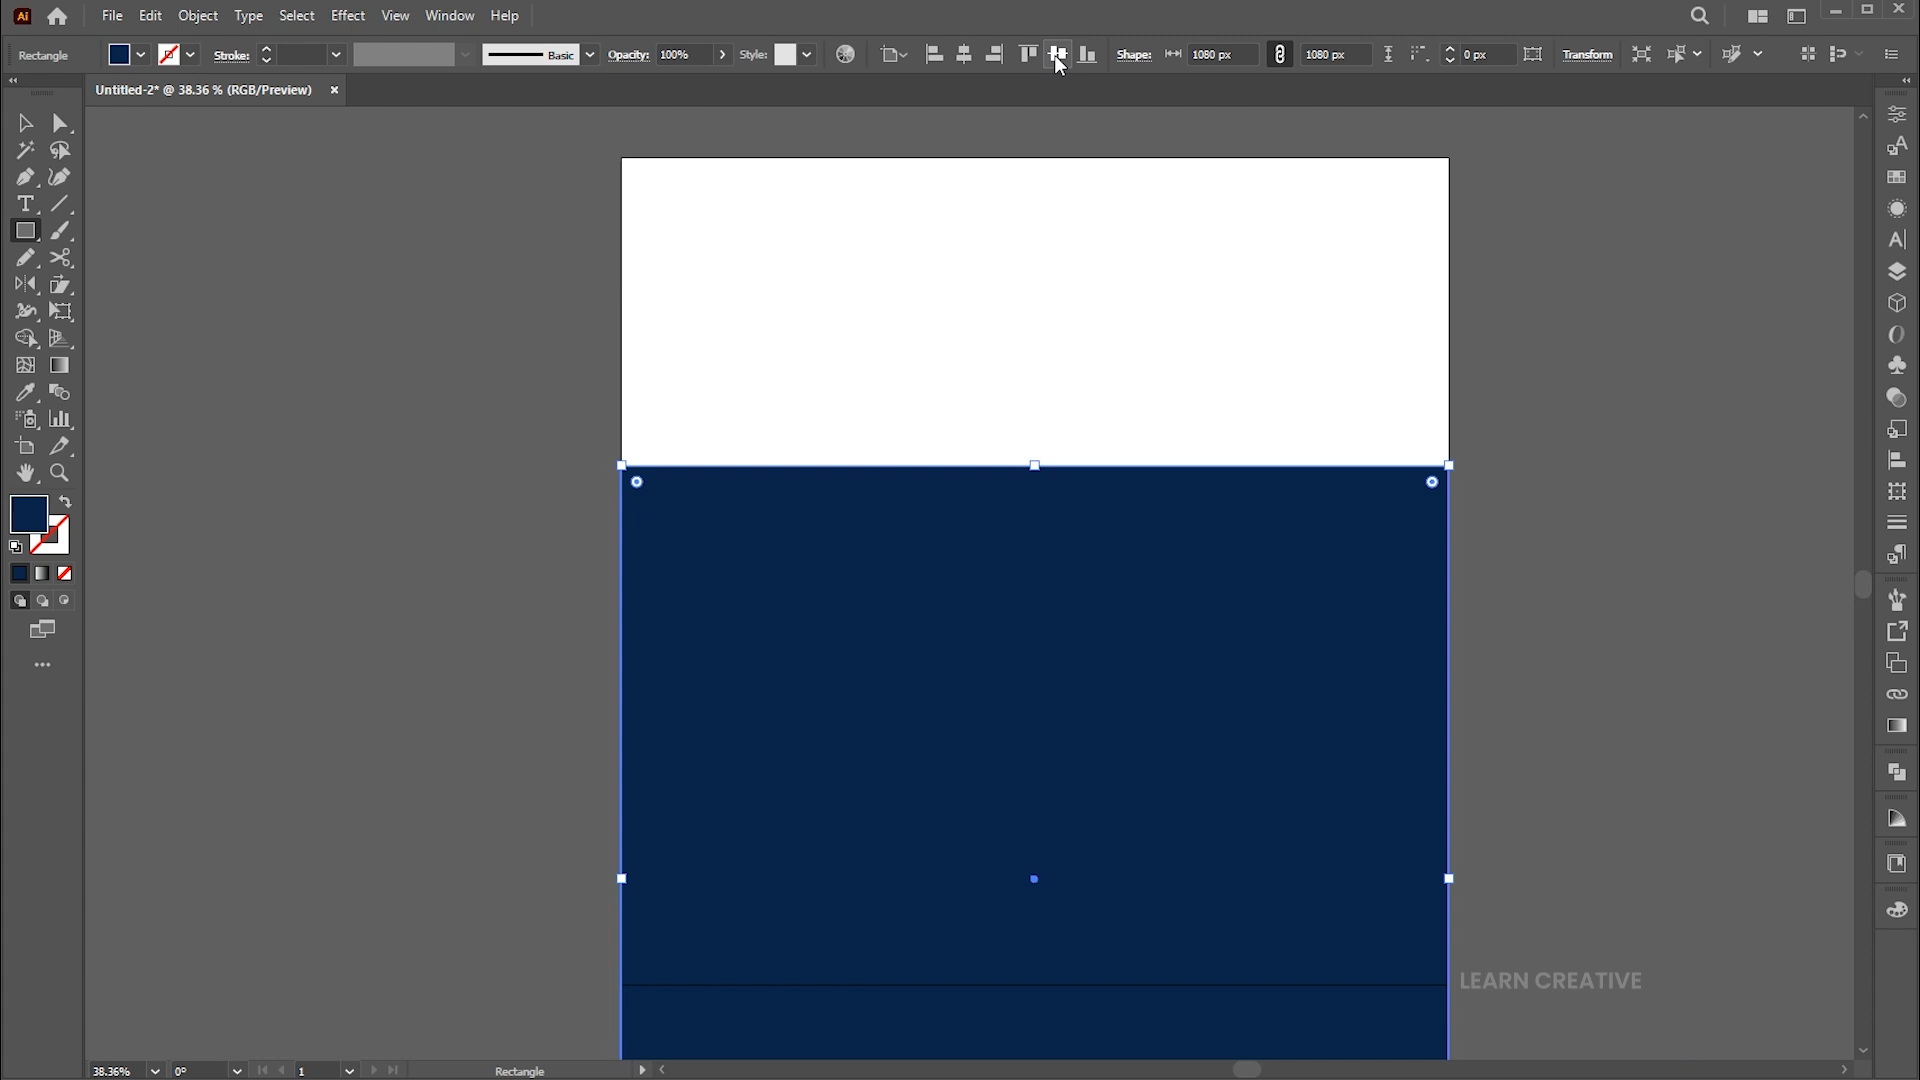 Ai File Edit Object Type Select Effect View Window Help
Rectangle Stroke: Basic Opacity: 100% Style: Shape: 1080 px 1080 px 0 px Transform
Untitled-2* @ 38.36 % (RGB/Preview) ×
LEARN CREATIVE
38.36% 0° 1 Rectangle